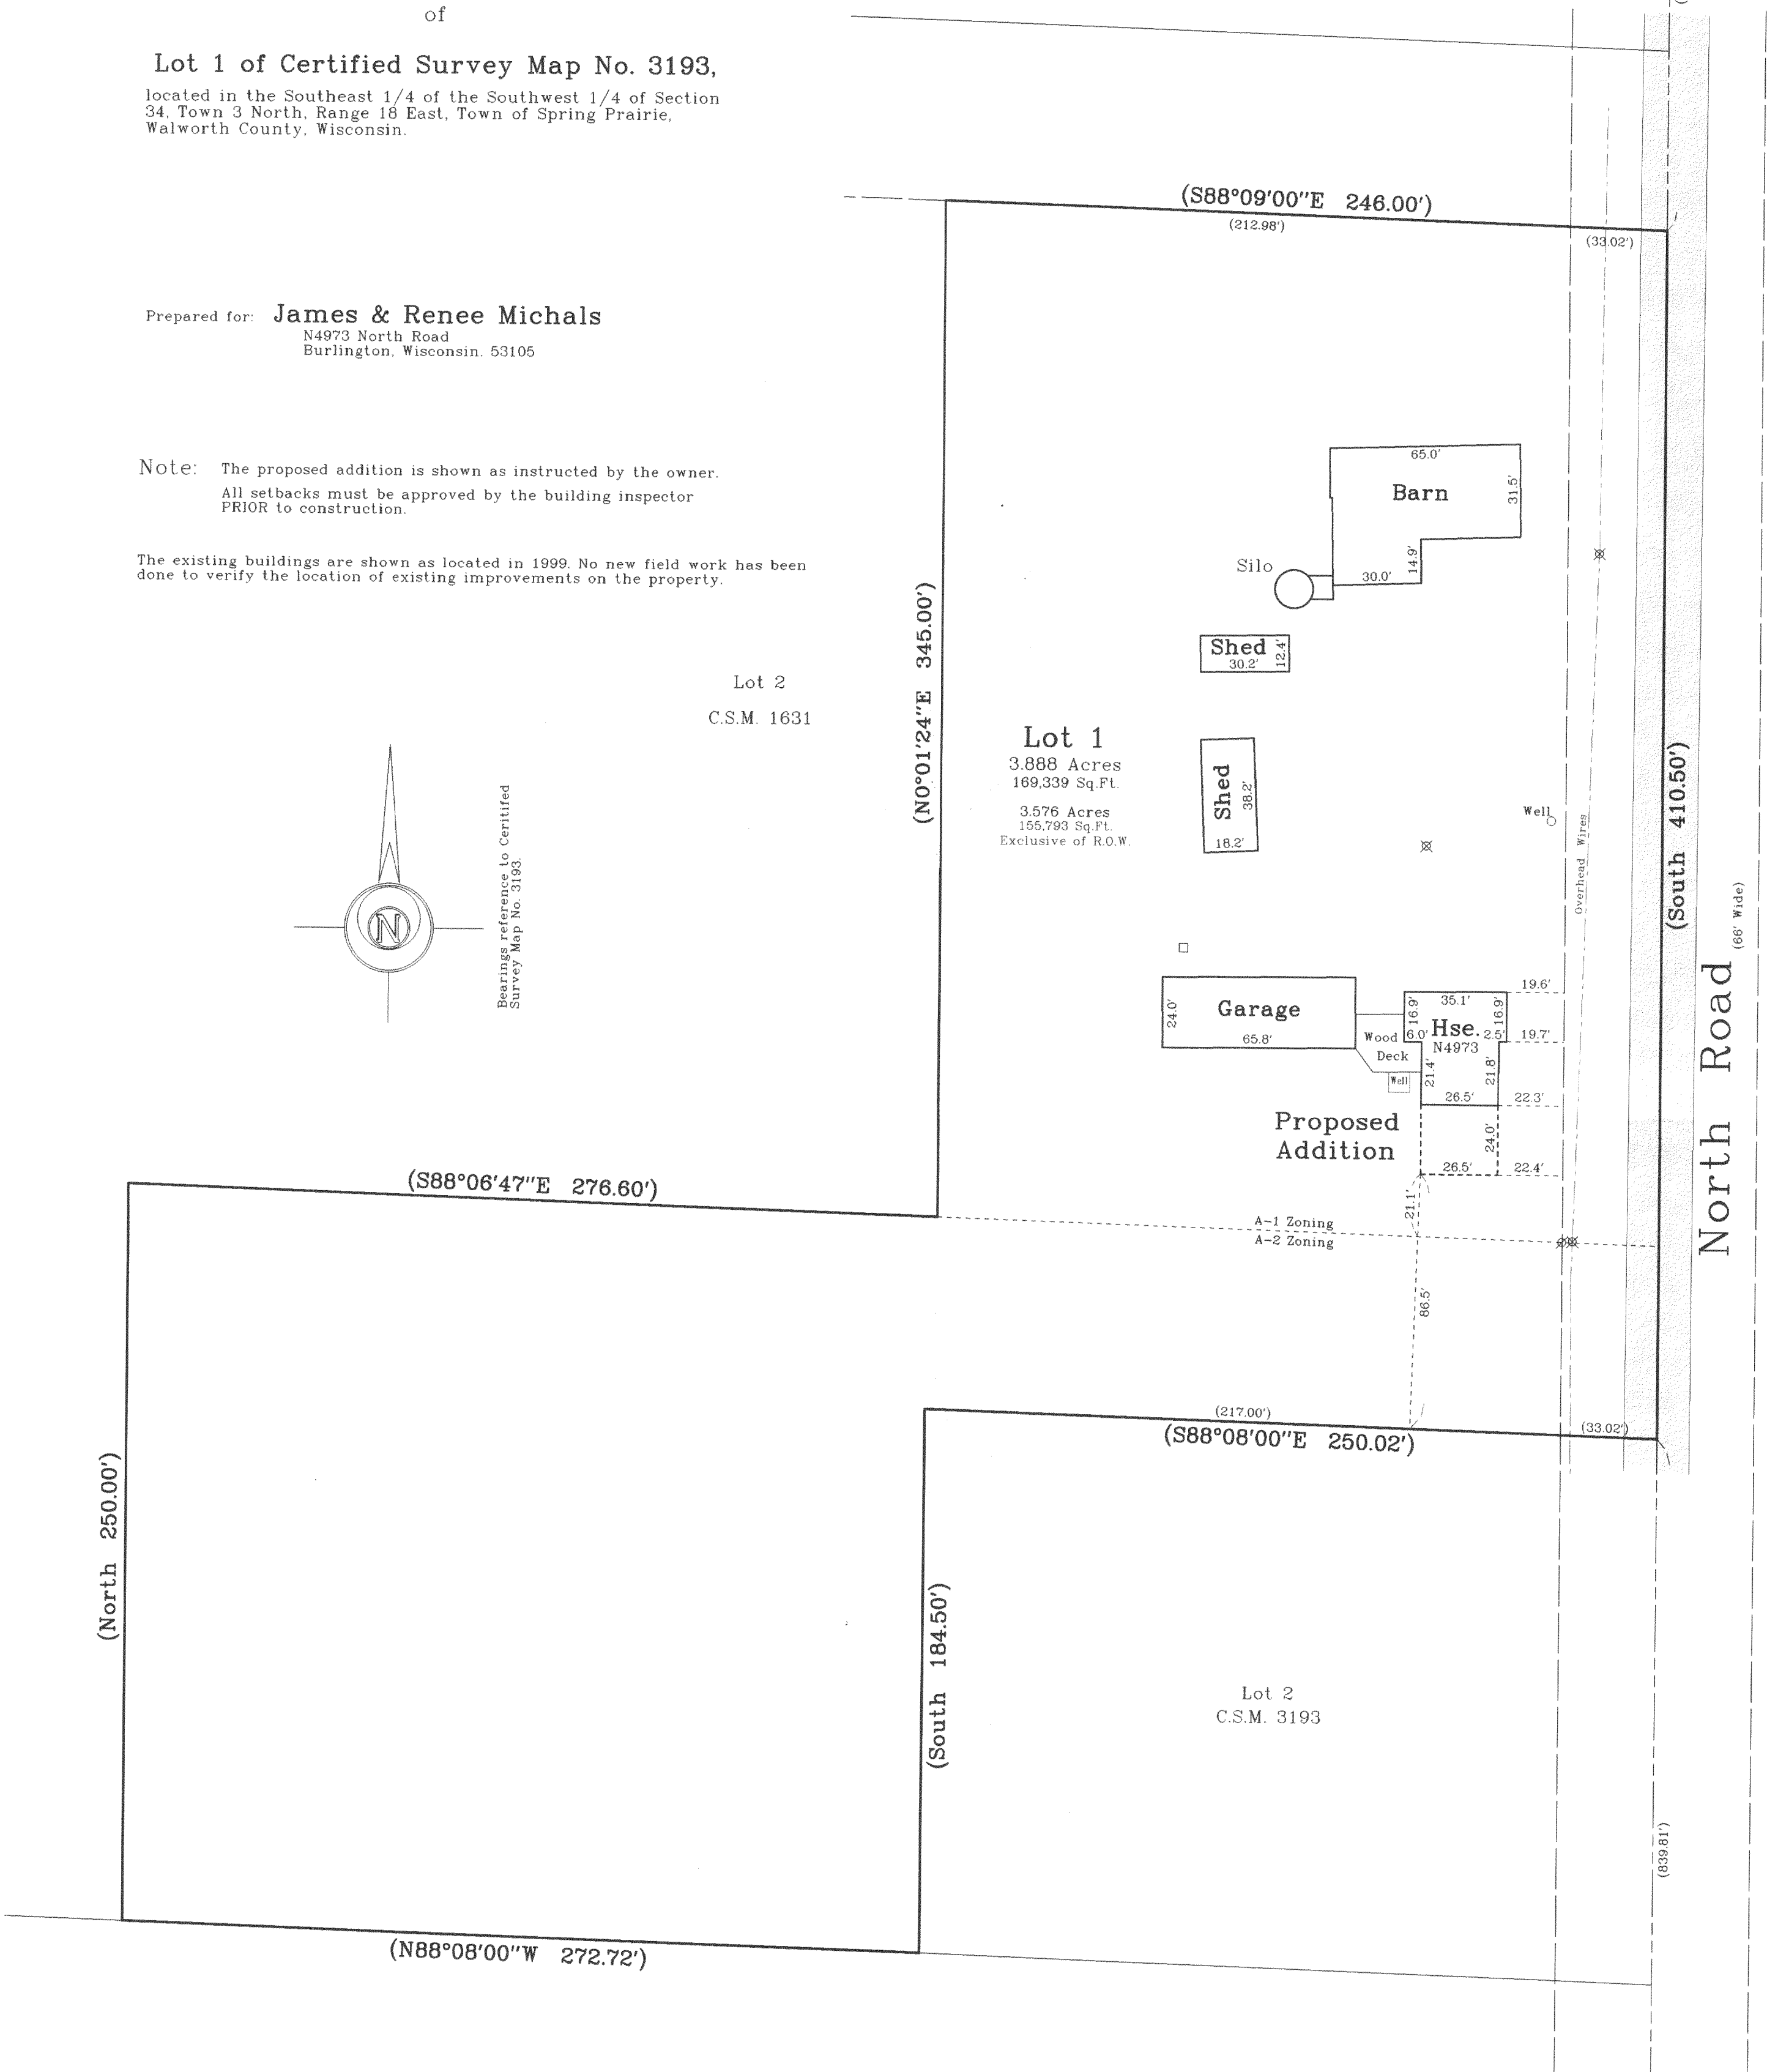 of
Lot 1 of Certified Survey Map No. 3193,
located in the Southeast 1/4 of the Southwest 1/4 of Section
34, Town 3 North, Range 18 East, Town of Spring Prairie,
Walworth County, Wisconsin.
Prepared for: James & Renee Michals
N4973 North Road
Burlington, Wisconsin. 53105
Note: The proposed addition is shown as instructed by the owner.
All setbacks must be approved by the building inspector
PRIOR to construction.
The existing buildings are shown as located in 1999. No new field work has been
done to verify the location of existing improvements on the property.
Lot 2
C.S.M. 1631
N
Bearings reference to Ceritifed
Survey Map No. 3193.
(S88°09'00"E 246.00')
(212.98')
(33.02')
65.0'
Barn
31.5'
14.9'
30.0'
Silo
Shed
30.2'
12.4'
(N0°01'24"E 345.00')
Lot 1
3.888 Acres
169,339 Sq.Ft.
3.576 Acres
155,793 Sq.Ft.
Exclusive of R.O.W.
Shed
38.2'
18.2'
Well
Overhead Wires
(South 410.50')
North Road
(66' Wide)
24.0'
Garage
65.8'
Wood
Deck
Well
35.1'
16.9'
16.9'
6.0'
Hse.
2.5'
N4973
21.4'
21.8'
26.5'
19.6'
19.7'
22.3'
Proposed
Addition
24.0'
26.5'
22.4'
21.1'
A-1 Zoning
A-2 Zoning
86.5'
(S88°06'47"E 276.60')
(217.00')
(33.02')
(S88°08'00"E 250.02')
(North 250.00')
(South 184.50')
Lot 2
C.S.M. 3193
(839.81')
(N88°08'00"W 272.72')